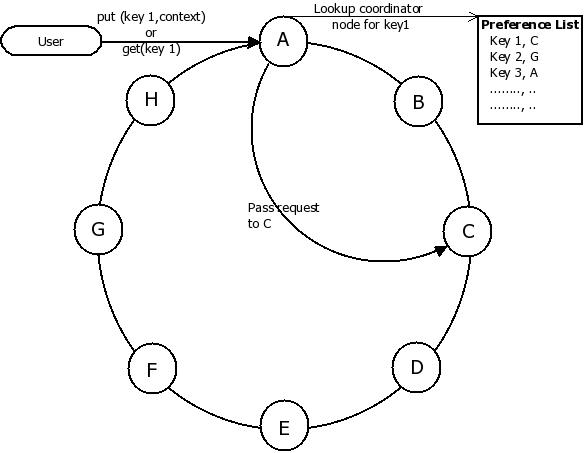 put (key 1,context)
or
get(key 1)
User
Lookup coordinator
node for key1
Preference List
Key 1, C
Key 2, G
Key 3, A
........, ..
........, ..
A
B
H
Pass request
to C
G
C
F
D
E